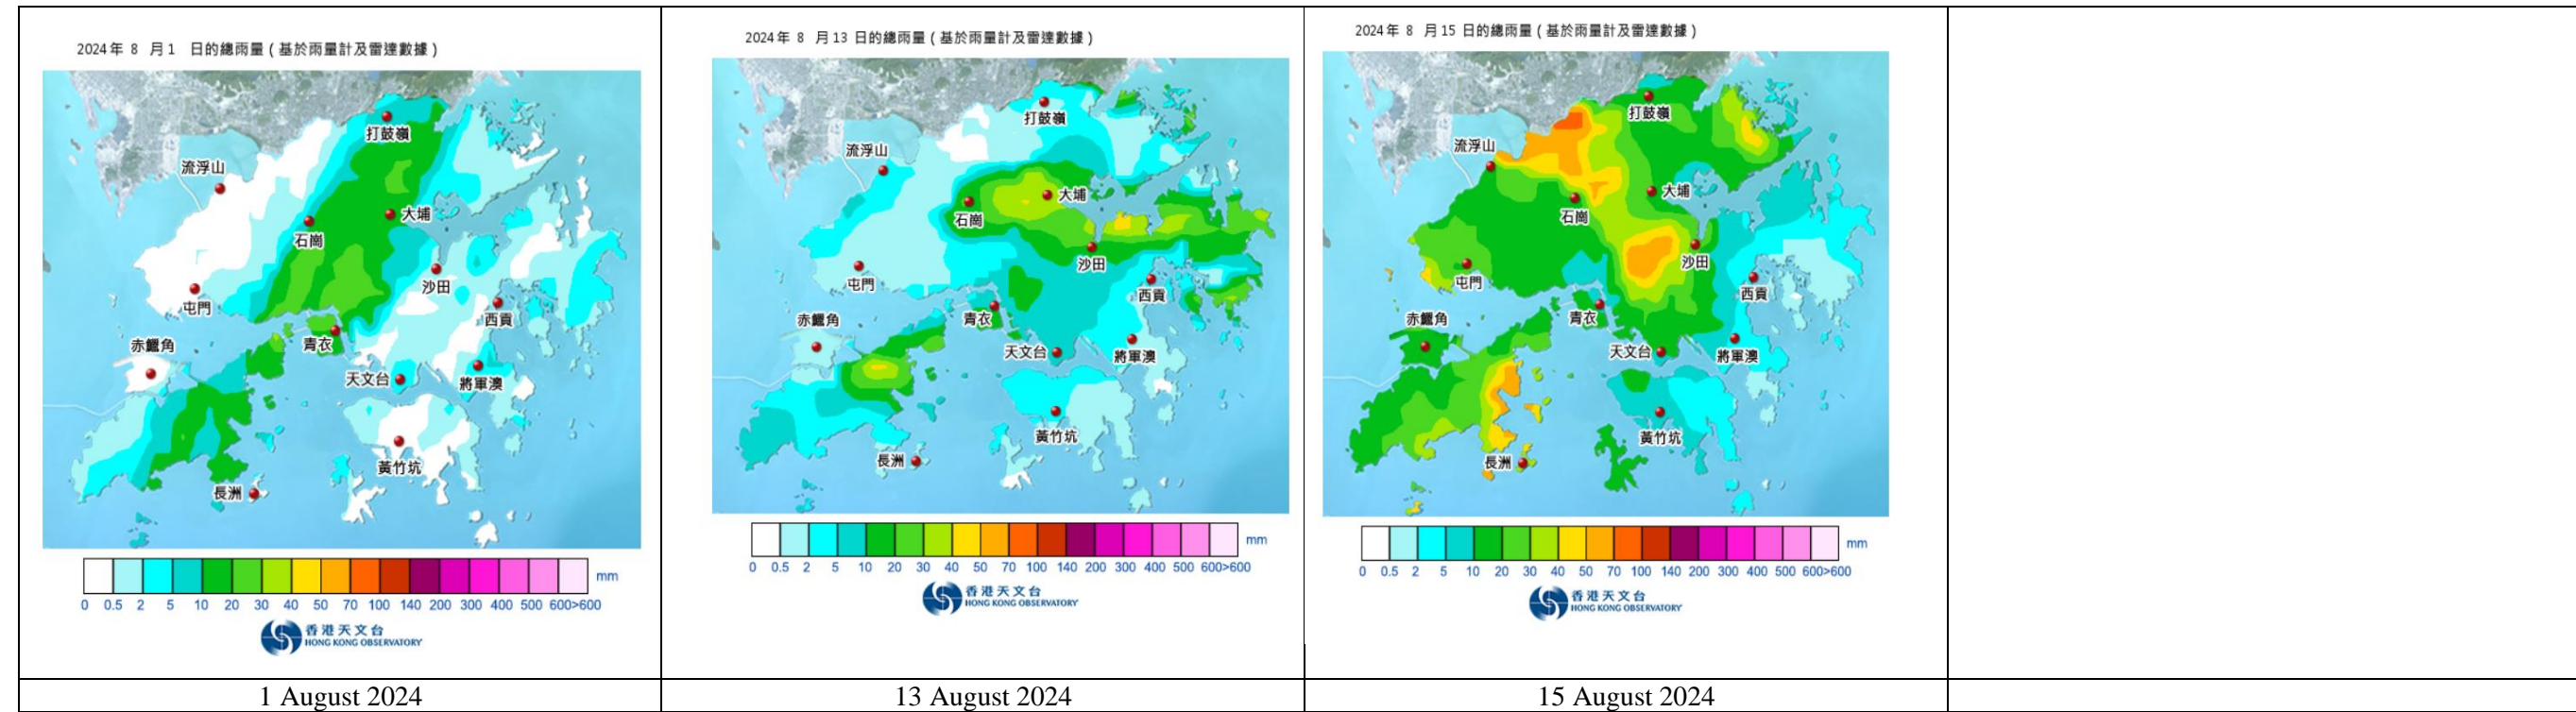 2024年 8 月1 日的總雨量 ( 基於雨量計及雷達數據 )
打鼓嶺
流浮山
大埔
石崗
沙田
屯門
西貢
赤鱲角
青衣
天文台
將軍澳
黃竹坑
長洲
mm
0 0.5 2 5 10 20 30 40 50 70 100 140 200 300 400 500 600>600
香港天文台
HONG KONG OBSERVATORY
1 August 2024
2024年 8 月13 日的總雨量 ( 基於雨量計及雷達數據 )
打鼓嶺
流浮山
大埔
石崗
沙田
屯門
西貢
赤鱲角
青衣
天文台
將軍澳
黃竹坑
長洲
mm
0 0.5 2 5 10 20 30 40 50 70 100 140 200 300 400 500 600>600
香港天文台
HONG KONG OBSERVATORY
13 August 2024
2024年 8 月15 日的總雨量 ( 基於雨量計及雷達數據 )
打鼓嶺
流浮山
大埔
石崗
沙田
屯門
西貢
赤鱲角
青衣
天文台
將軍澳
黃竹坑
長洲
mm
0 0.5 2 5 10 20 30 40 50 70 100 140 200 300 400 500 600>600
香港天文台
HONG KONG OBSERVATORY
15 August 2024